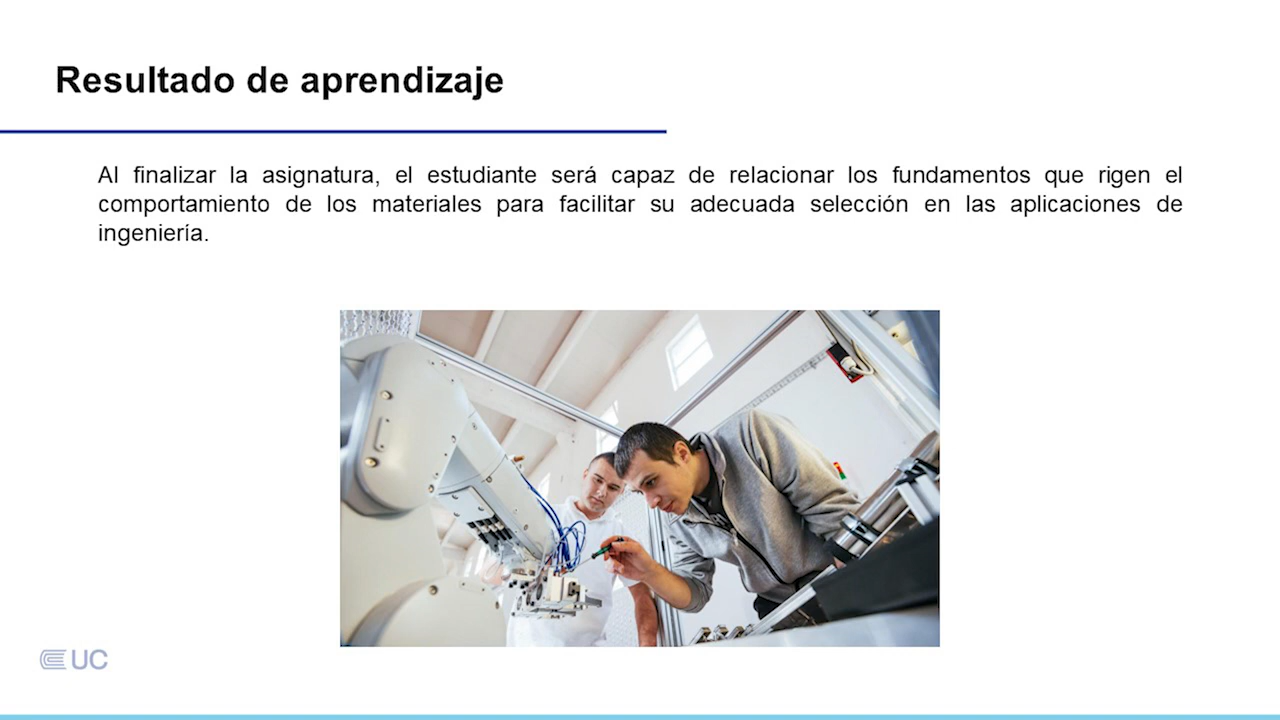 Resultado de aprendizaje
Al finalizar la asignatura, el estudiante será capaz de relacionar los fundamentos que rigen el
comportamiento de los materiales para facilitar su adecuada selección en las aplicaciones de
ingeniería.
UC